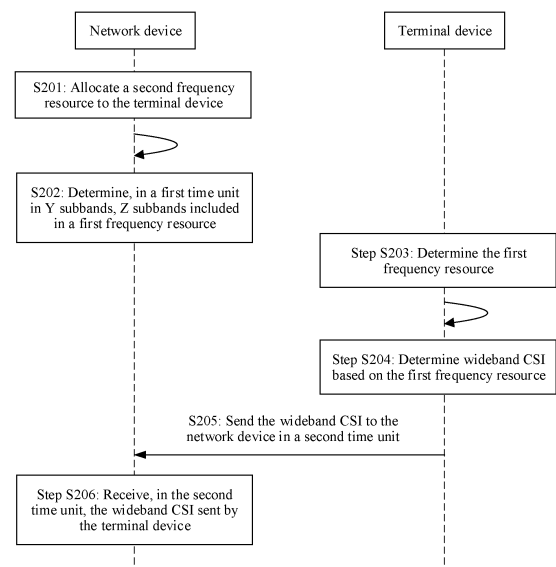 Network device
Terminal device
S201: Allocate a second frequency
resource to the terminal device
S202: Determine, in a first time unit
in Y subbands, Z subbands included
in a first frequency resource
Step S203: Determine the first
frequency resource
Step S204: Determine wideband CSI
based on the first frequency resource
S205: Send the wideband CSI to the
network device in a second time unit
Step S206: Receive, in the second
time unit, the wideband CSI sent by
the terminal device